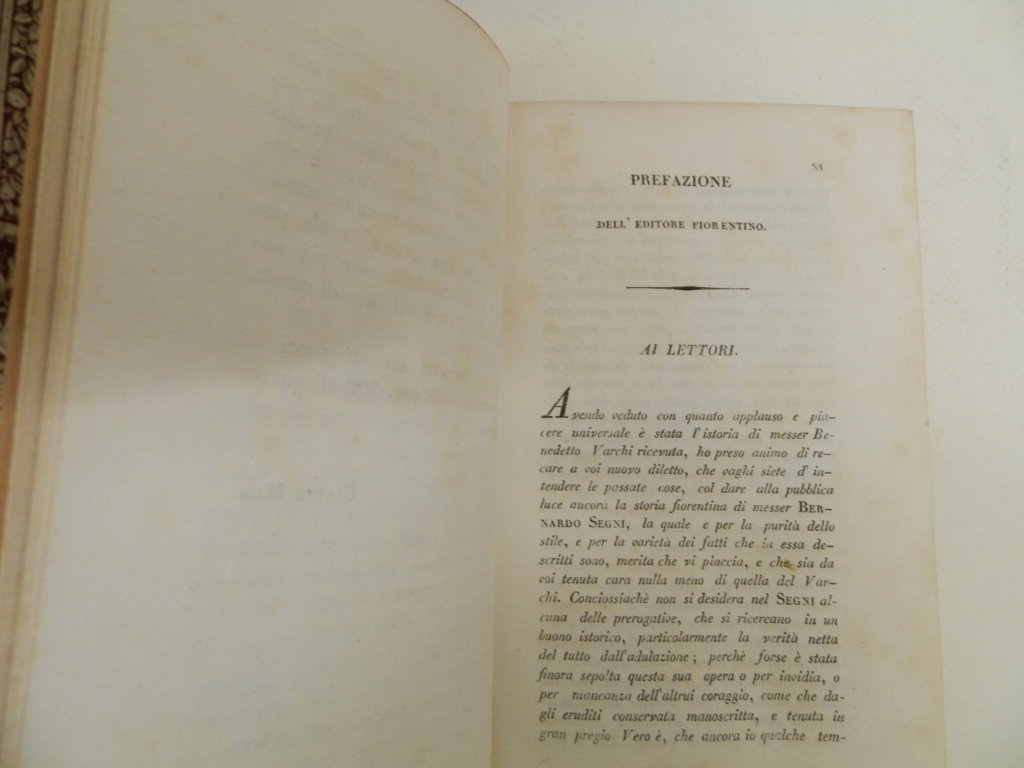 XI
PREFAZIONE
DELL' EDITORE FIORENTINO.
AI LETTORI.
Avendo veduto con quanto applauso e pia-
cere universale è stata l'istoria di messer Be-
nedetto Varchi ricevuta, ho preso animo di re-
care a voi nuovo diletto, che vaghi siete d' in-
tendere le passate cose, col dare alla pubblica
luce ancora la storia fiorentina di messer BER-
NARDO SEGNI, la quale e per la purità dello
stile, e per la varietà dei fatti che in essa de-
scritti sono, merita che vi piaccia, e che sia da
voi tenuta cara nulla meno di quella del Var-
chi. Conciossiachè non si desidera nel SEGNI al-
cuna delle prerogative, che si ricercano in un
buono istorico, particolarmente la verità netta
del tutto dall'adulazione; perchè forse è stata
finora sepolta questa sua opera o per invidia, o
per mancanza dell'altrui coraggio, come che da-
gli eruditi conservata manoscritta, e tenuta in
gran pregio. Vero è, che ancora io qualche tem-